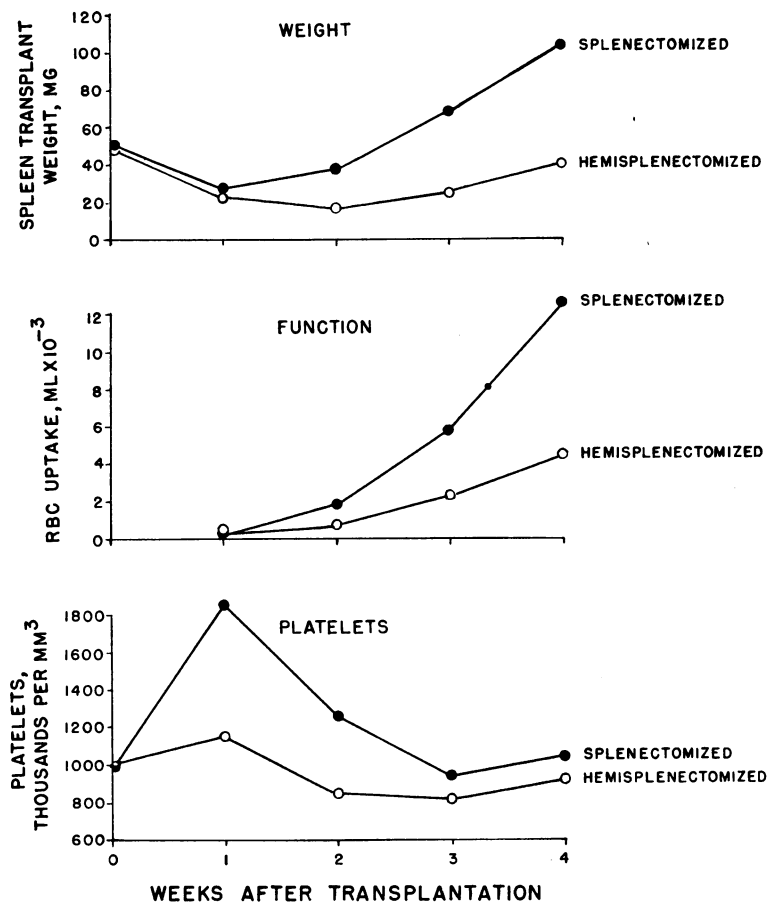 WEIGHT
SPLEEN TRANSPLANT
WEIGHT, MG
120
100
80
60
40
20
0
SPLENECTOMIZED
HEMISPLENECTOMIZED
FUNCTION
RBC UPTAKE, MLX10⁻³
12
10
8
6
4
2
0
SPLENECTOMIZED
HEMISPLENECTOMIZED
PLATELETS
PLATELETS,
THOUSANDS PER MM³
1800
1600
1400
1200
1000
800
600
SPLENECTOMIZED
HEMISPLENECTOMIZED
0 1 2 3 4
WEEKS AFTER TRANSPLANTATION